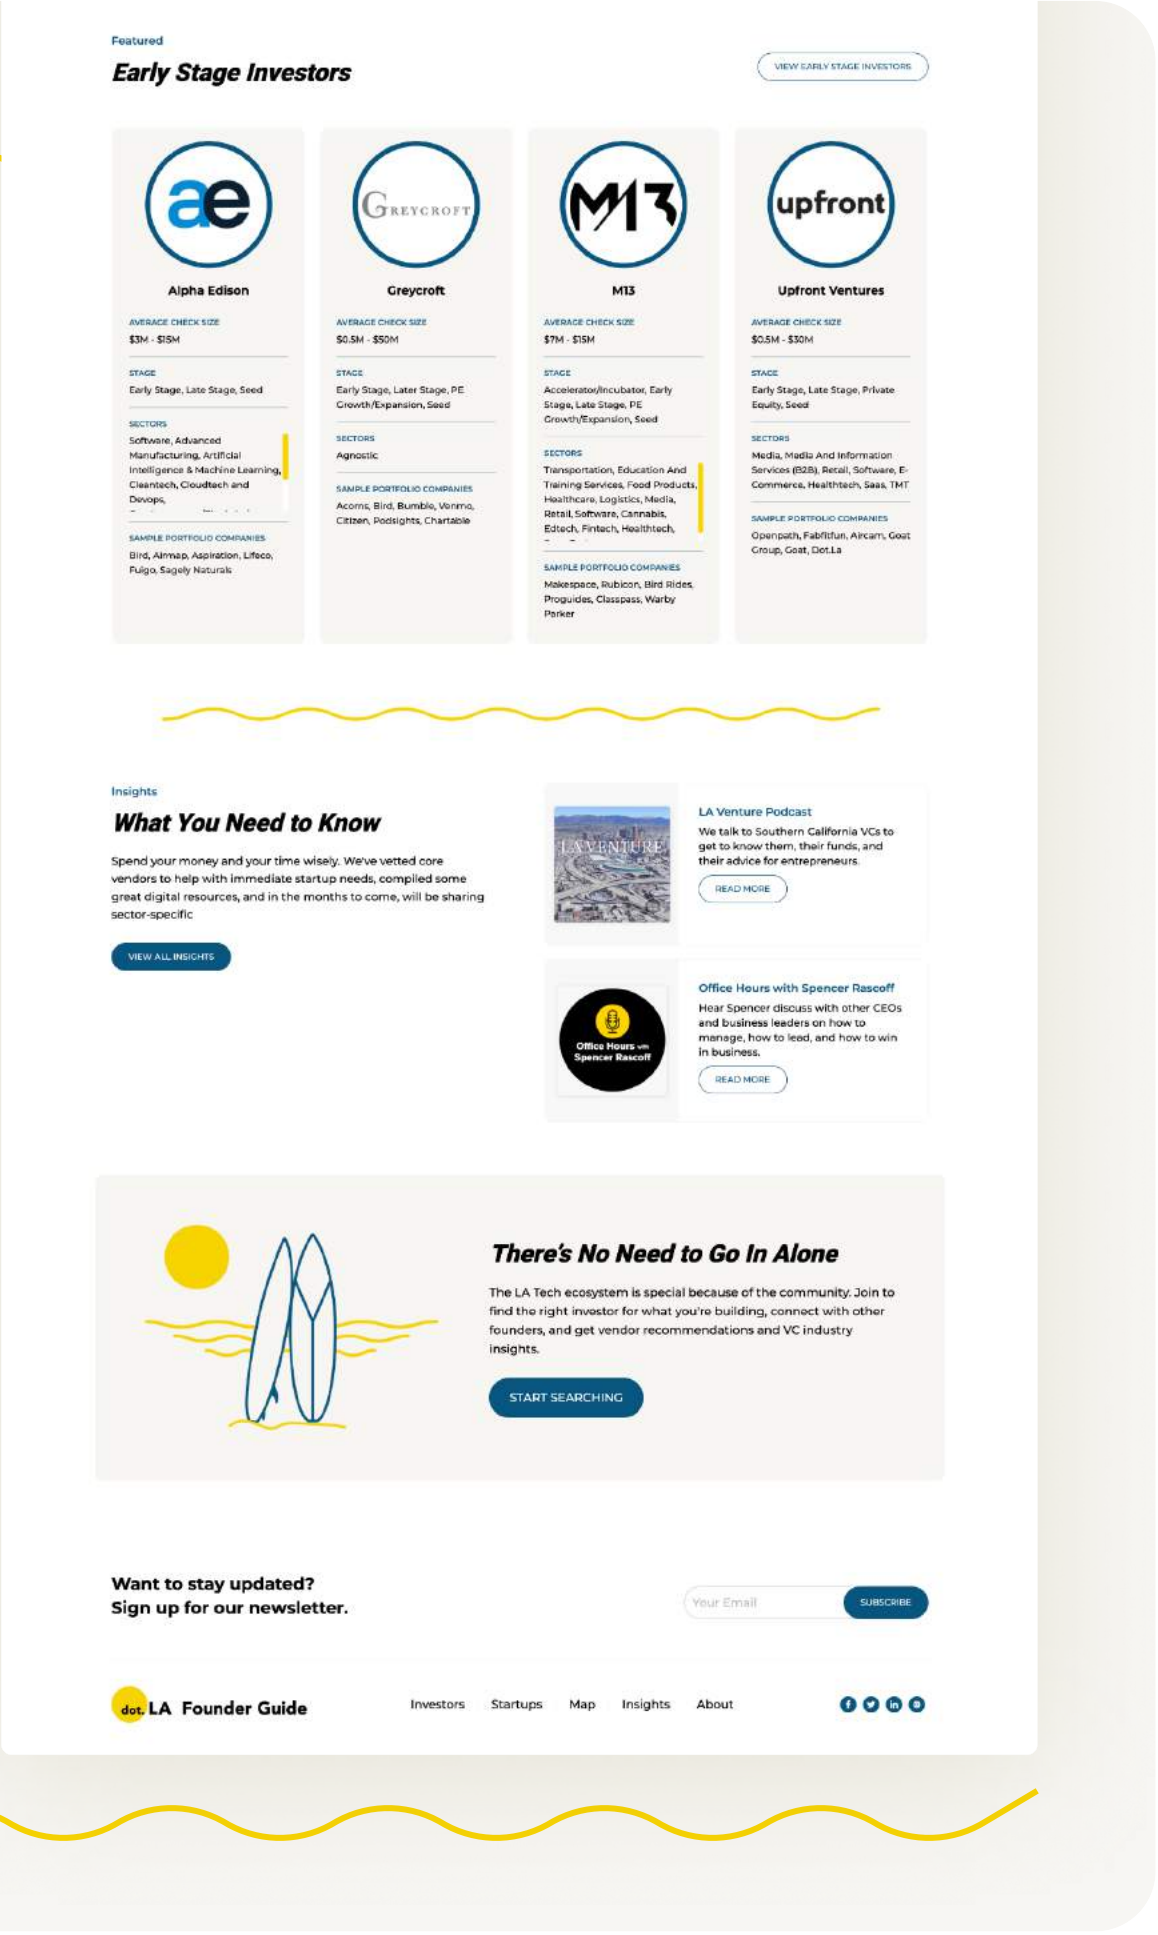 Featured
Early Stage Investors
VIEW EARLY STAGE INVESTORS
ae
Alpha Edison
AVERAGE CHECK SIZE
$3M - $15M
STAGE
Early Stage, Late Stage, Seed
SECTORS
Software, Advanced
Manufacturing, Artificial
Intelligence & Machine Learning,
Cleantech, Cloudtech and
Devops,
SAMPLE PORTFOLIO COMPANIES
Bird, Airmap, Aspiration, Lifeco,
Fuigo, Sagely Naturals
GREYCROFT
Greycroft
AVERAGE CHECK SIZE
$0.5M - $50M
STAGE
Early Stage, Later Stage, PE
Growth/Expansion, Seed
SECTORS
Agnostic
SAMPLE PORTFOLIO COMPANIES
Acorns, Bird, Bumble, Venmo,
Citizen, Podsights, Chartable
M13
M13
AVERAGE CHECK SIZE
$7M - $15M
STAGE
Accelerator/Incubator, Early
Stage, Late Stage, PE
Growth/Expansion, Seed
SECTORS
Transportation, Education And
Training Services, Food Products,
Healthcare, Logistics, Media,
Retail, Software, Cannabis,
Edtech, Fintech, Healthtech,
SAMPLE PORTFOLIO COMPANIES
Makespace, Rubicon, Bird Rides,
Proguides, Classpass, Warby
Parker
upfront
Upfront Ventures
AVERAGE CHECK SIZE
$0.5M - $30M
STAGE
Early Stage, Late Stage, Private
Equity, Seed
SECTORS
Media, Media And Information
Services (B2B), Retail, Software, E-
Commerce, Healthtech, Saas, TMT
SAMPLE PORTFOLIO COMPANIES
Openpath, Fabfitfun, Aircam, Goat
Group, Goat, Dot.La
Insights
What You Need to Know
Spend your money and your time wisely. We've vetted core
vendors to help with immediate startup needs, compiled some
great digital resources, and in the months to come, will be sharing
sector-specific
VIEW ALL INSIGHTS
LA VENTURE
LA Venture Podcast
We talk to Southern California VCs to
get to know them, their funds, and
their advice for entrepreneurs.
READ MORE
Office Hours with
Spencer Rascoff
Office Hours with Spencer Rascoff
Hear Spencer discuss with other CEOs
and business leaders on how to
manage, how to lead, and how to win
in business.
READ MORE
There's No Need to Go In Alone
The LA Tech ecosystem is special because of the community. Join to
find the right investor for what you're building, connect with other
founders, and get vendor recommendations and VC industry
insights.
START SEARCHING
Want to stay updated?
Sign up for our newsletter.
Your Email
SUBSCRIBE
dot.LA Founder Guide
Investors
Startups
Map
Insights
About